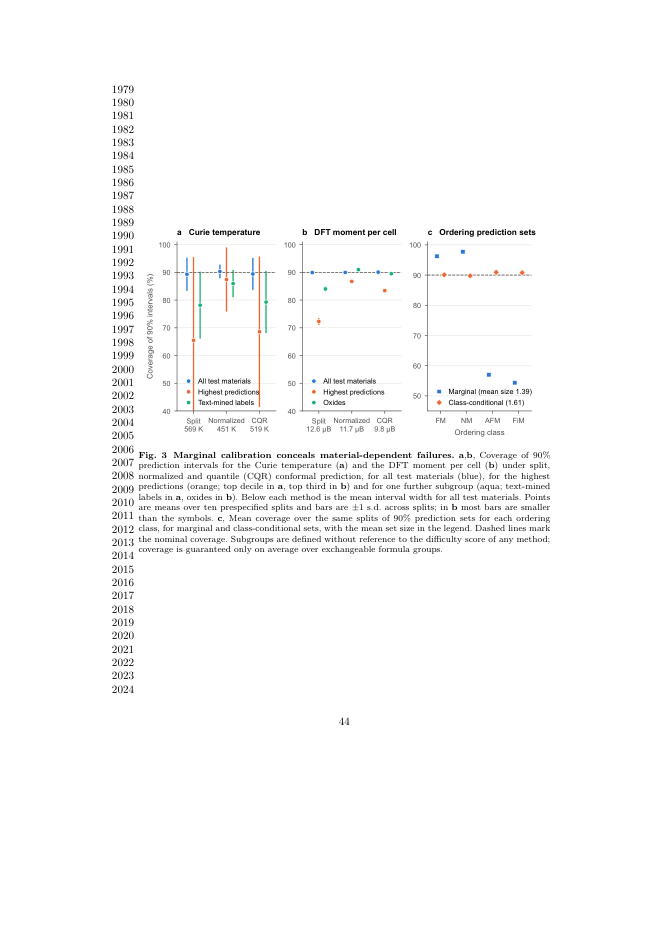 1979
1980
1981
1982
1983
1984
1985
1986
1987
1988
1989
1990
1991
1992
1993
1994
1995
1996
1997
1998
1999
2000
2001
2002
2003
2004
2005
2006
2007
2008
2009
2010
2011
2012
2013
2014
2015
2016
2017
2018
2019
2020
2021
2022
2023
2024
a Curie temperature
Coverage of 90% intervals (%)
100
90
80
70
60
50
40
All test materials
Highest predictions
Text-mined labels
Split Normalized CQR
569 K 451 K 519 K
b DFT moment per cell
100
90
80
70
60
50
40
All test materials
Highest predictions
Oxides
Split Normalized CQR
12.6 μB 11.7 μB 9.8 μB
c Ordering prediction sets
100
90
80
70
60
50
Marginal (mean size 1.39)
Class-conditional (1.61)
FM NM AFM FiM
Ordering class
Fig. 3 Marginal calibration conceals material-dependent failures. a,b, Coverage of 90%
prediction intervals for the Curie temperature (a) and the DFT moment per cell (b) under split,
normalized and quantile (CQR) conformal prediction, for all test materials (blue), for the highest
predictions (orange; top decile in a, top third in b) and for one further subgroup (aqua; text-mined
labels in a, oxides in b). Below each method is the mean interval width for all test materials. Points
are means over ten prespecified splits and bars are ±1 s.d. across splits; in b most bars are smaller
than the symbols. c, Mean coverage over the same splits of 90% prediction sets for each ordering
class, for marginal and class-conditional sets, with the mean set size in the legend. Dashed lines mark
the nominal coverage. Subgroups are defined without reference to the difficulty score of any method;
coverage is guaranteed only on average over exchangeable formula groups.
44